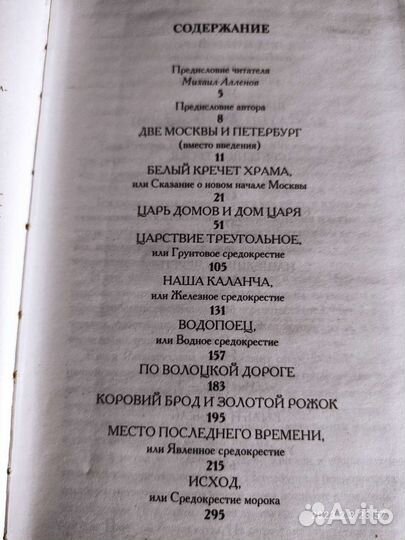 СОДЕРЖАНИЕ
Предисловие читателя
Михаил Алленов
5
Предисловие автора
8
ДВЕ МОСКВЫ И ПЕТЕРБУРГ
(вместо введения)
11
БЕЛЫЙ КРЕЧЕТ ХРАМА,
или Сказание о новом начале Москвы
21
ЦАРЬ ДОМОВ И ДОМ ЦАРЯ
51
ЦАРСТВИЕ ТРЕУГОЛЬНОЕ,
или Грунтовое средокрестие
105
НАША КАЛАНЧА,
или Железное средокрестие
131
ВОДОПОЕЦ,
или Водное средокрестие
157
ПО ВОЛОЦКОЙ ДОРОГЕ
183
КОРОВИЙ БРОД И ЗОЛОТОЙ РОЖОК
195
МЕСТО ПОСЛЕДНЕГО ВРЕМЕНИ,
или Явленное средокрестие
215
ИСХОД,
или Средокрестие морока
295
Avito